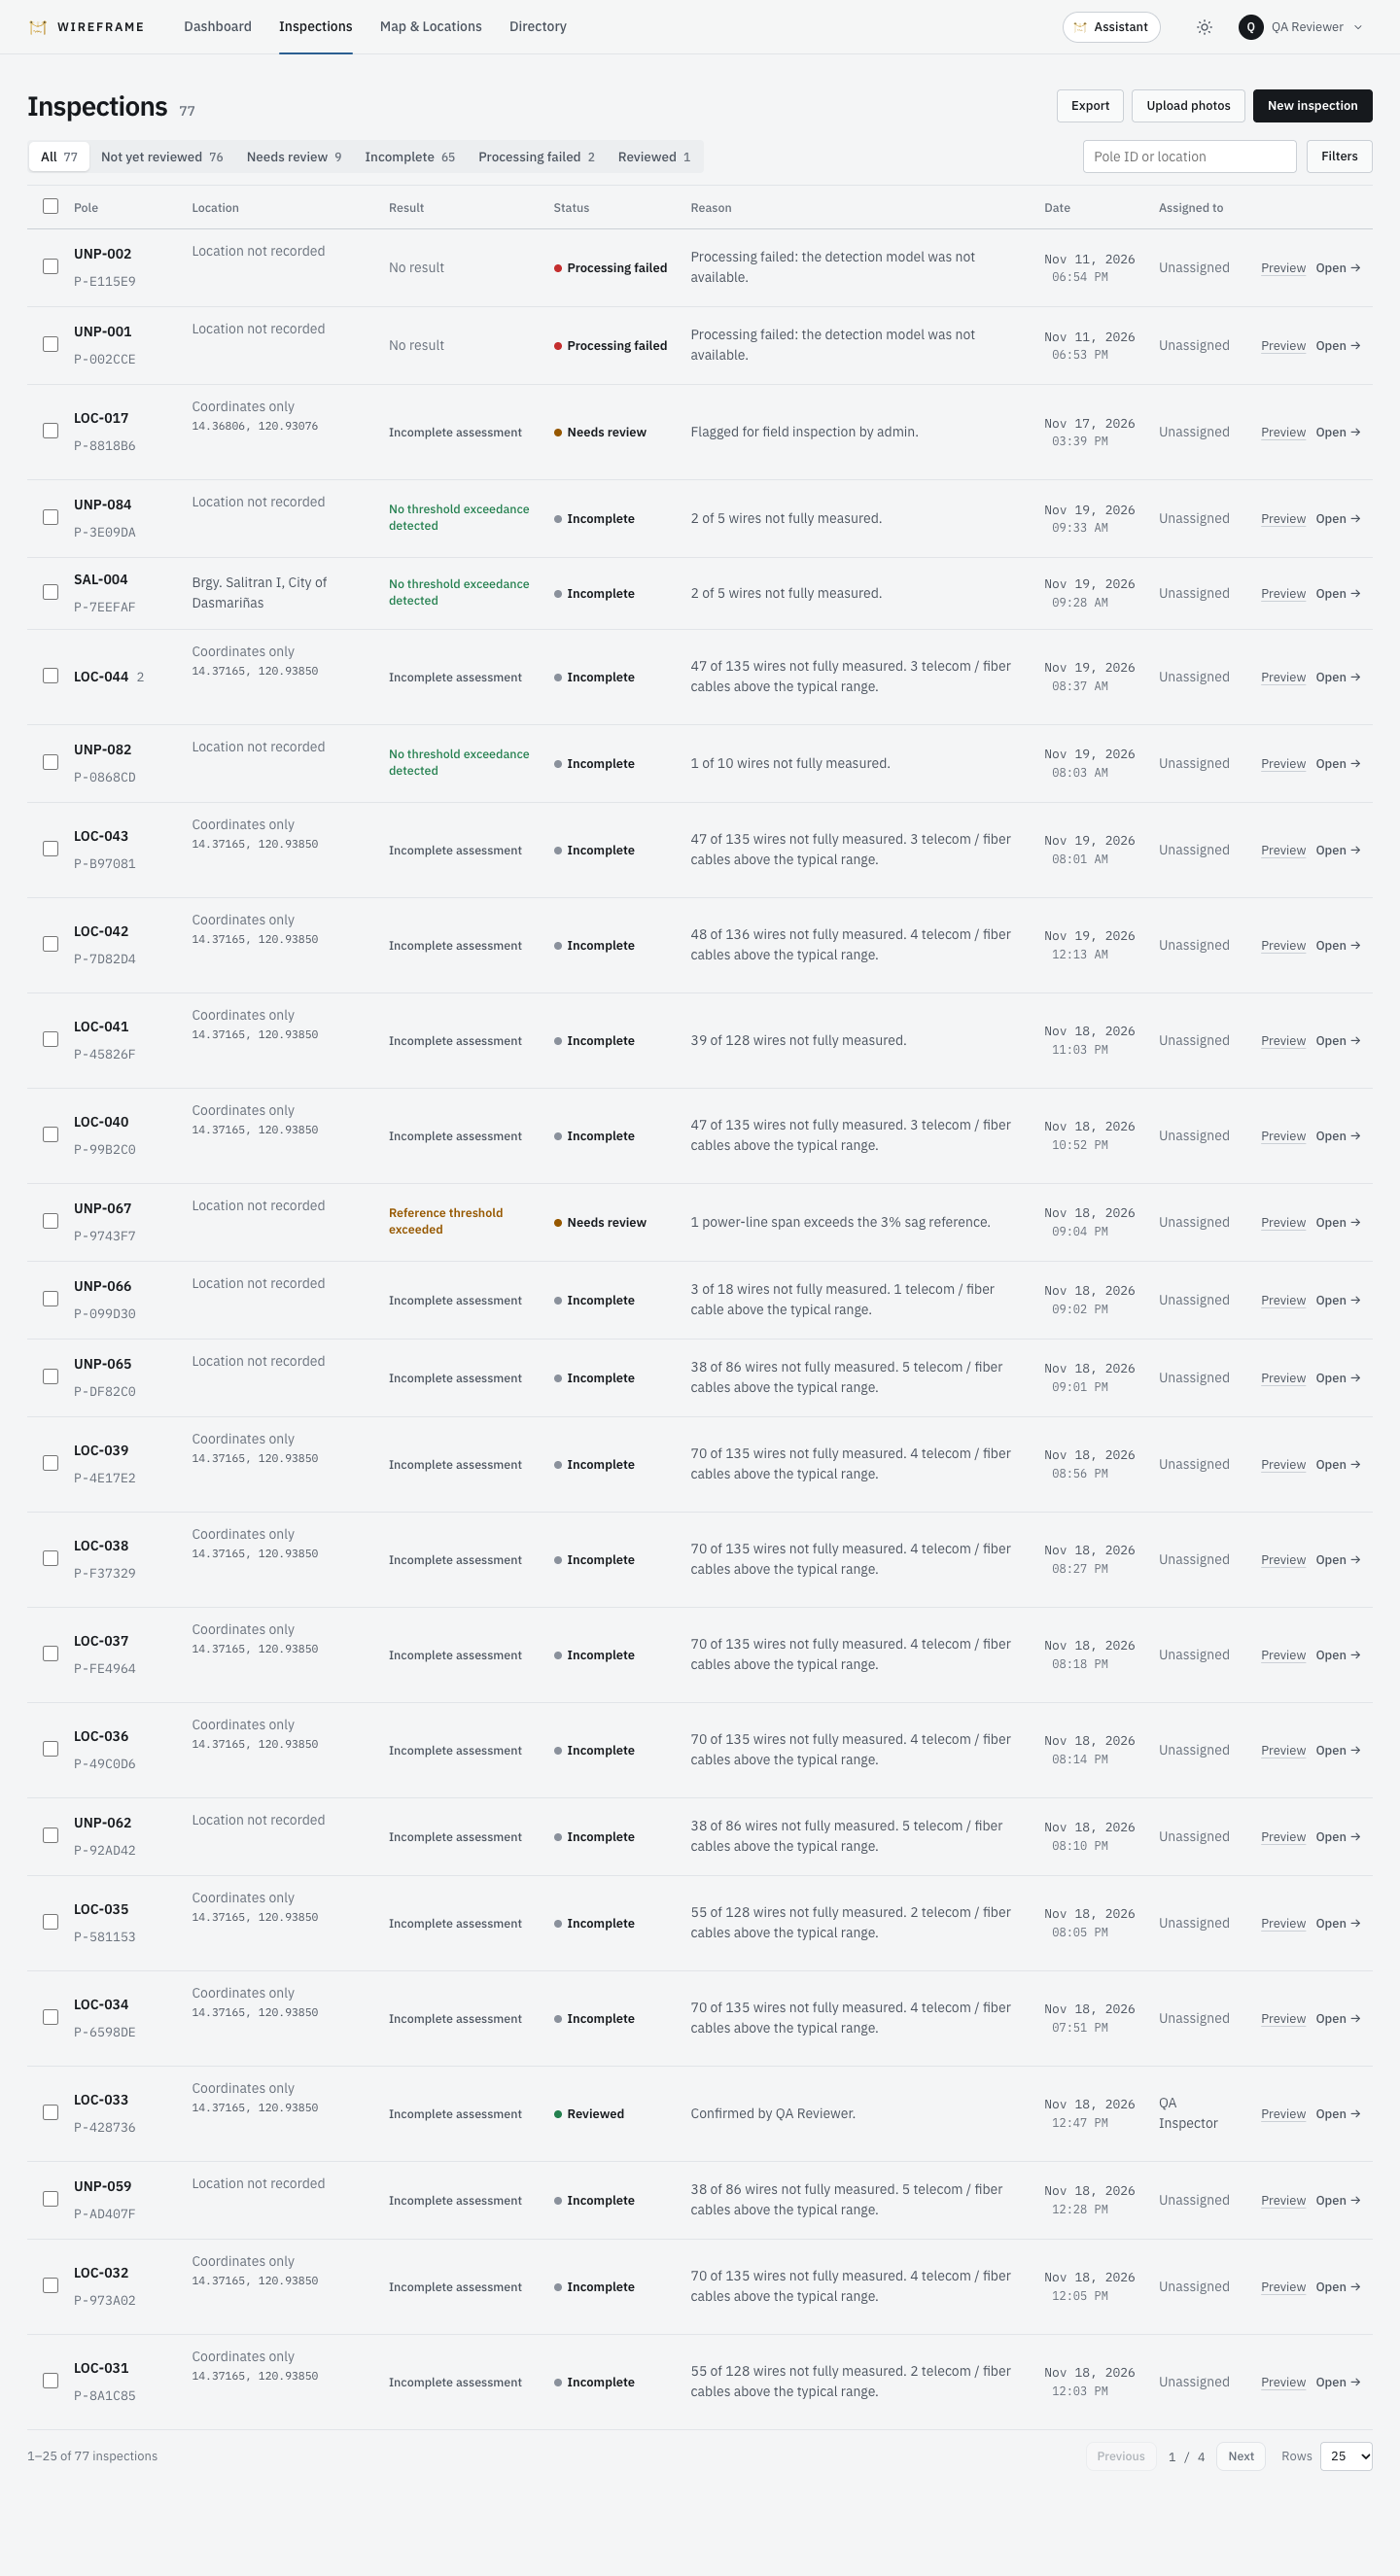 WIREFRAME
Dashboard
Inspections
Map & Locations
Directory
Assistant
Q
QA Reviewer
Inspections 77
Export
Upload photos
New inspection
All 77
Not yet reviewed 76
Needs review 9
Incomplete 65
Processing failed 2
Reviewed 1
Pole ID or location
Filters
Pole Location Result Status Reason Date Assigned to
UNP-002
P-E115E9
Location not recorded
No result
Processing failed
Processing failed: the detection model was not
available.
Nov 11, 2026
06:54 PM
Unassigned
Preview Open →
UNP-001
P-002CCE
Location not recorded
No result
Processing failed
Processing failed: the detection model was not
available.
Nov 11, 2026
06:53 PM
Unassigned
Preview Open →
LOC-017
P-8818B6
Coordinates only
14.36806, 120.93076
Incomplete assessment
Needs review
Flagged for field inspection by admin.
Nov 17, 2026
03:39 PM
Unassigned
Preview Open →
UNP-084
P-3E09DA
Location not recorded
No threshold exceedance
detected
Incomplete
2 of 5 wires not fully measured.
Nov 19, 2026
09:33 AM
Unassigned
Preview Open →
SAL-004
P-7EEFAF
Brgy. Salitran I, City of
Dasmariñas
No threshold exceedance
detected
Incomplete
2 of 5 wires not fully measured.
Nov 19, 2026
09:28 AM
Unassigned
Preview Open →
LOC-044 2
Coordinates only
14.37165, 120.93850
Incomplete assessment
Incomplete
47 of 135 wires not fully measured. 3 telecom / fiber
cables above the typical range.
Nov 19, 2026
08:37 AM
Unassigned
Preview Open →
UNP-082
P-0868CD
Location not recorded
No threshold exceedance
detected
Incomplete
1 of 10 wires not fully measured.
Nov 19, 2026
08:03 AM
Unassigned
Preview Open →
LOC-043
P-B97081
Coordinates only
14.37165, 120.93850
Incomplete assessment
Incomplete
47 of 135 wires not fully measured. 3 telecom / fiber
cables above the typical range.
Nov 19, 2026
08:01 AM
Unassigned
Preview Open →
LOC-042
P-7D82D4
Coordinates only
14.37165, 120.93850
Incomplete assessment
Incomplete
48 of 136 wires not fully measured. 4 telecom / fiber
cables above the typical range.
Nov 19, 2026
12:13 AM
Unassigned
Preview Open →
LOC-041
P-45826F
Coordinates only
14.37165, 120.93850
Incomplete assessment
Incomplete
39 of 128 wires not fully measured.
Nov 18, 2026
11:03 PM
Unassigned
Preview Open →
LOC-040
P-99B2C0
Coordinates only
14.37165, 120.93850
Incomplete assessment
Incomplete
47 of 135 wires not fully measured. 3 telecom / fiber
cables above the typical range.
Nov 18, 2026
10:52 PM
Unassigned
Preview Open →
UNP-067
P-9743F7
Location not recorded
Reference threshold
exceeded
Needs review
1 power-line span exceeds the 3% sag reference.
Nov 18, 2026
09:04 PM
Unassigned
Preview Open →
UNP-066
P-099D30
Location not recorded
Incomplete assessment
Incomplete
3 of 18 wires not fully measured. 1 telecom / fiber
cable above the typical range.
Nov 18, 2026
09:02 PM
Unassigned
Preview Open →
UNP-065
P-DF82C0
Location not recorded
Incomplete assessment
Incomplete
38 of 86 wires not fully measured. 5 telecom / fiber
cables above the typical range.
Nov 18, 2026
09:01 PM
Unassigned
Preview Open →
LOC-039
P-4E17E2
Coordinates only
14.37165, 120.93850
Incomplete assessment
Incomplete
70 of 135 wires not fully measured. 4 telecom / fiber
cables above the typical range.
Nov 18, 2026
08:56 PM
Unassigned
Preview Open →
LOC-038
P-F37329
Coordinates only
14.37165, 120.93850
Incomplete assessment
Incomplete
70 of 135 wires not fully measured. 4 telecom / fiber
cables above the typical range.
Nov 18, 2026
08:27 PM
Unassigned
Preview Open →
LOC-037
P-FE4964
Coordinates only
14.37165, 120.93850
Incomplete assessment
Incomplete
70 of 135 wires not fully measured. 4 telecom / fiber
cables above the typical range.
Nov 18, 2026
08:18 PM
Unassigned
Preview Open →
LOC-036
P-49C0D6
Coordinates only
14.37165, 120.93850
Incomplete assessment
Incomplete
70 of 135 wires not fully measured. 4 telecom / fiber
cables above the typical range.
Nov 18, 2026
08:14 PM
Unassigned
Preview Open →
UNP-062
P-92AD42
Location not recorded
Incomplete assessment
Incomplete
38 of 86 wires not fully measured. 5 telecom / fiber
cables above the typical range.
Nov 18, 2026
08:10 PM
Unassigned
Preview Open →
LOC-035
P-581153
Coordinates only
14.37165, 120.93850
Incomplete assessment
Incomplete
55 of 128 wires not fully measured. 2 telecom / fiber
cables above the typical range.
Nov 18, 2026
08:05 PM
Unassigned
Preview Open →
LOC-034
P-6598DE
Coordinates only
14.37165, 120.93850
Incomplete assessment
Incomplete
70 of 135 wires not fully measured. 4 telecom / fiber
cables above the typical range.
Nov 18, 2026
07:51 PM
Unassigned
Preview Open →
LOC-033
P-428736
Coordinates only
14.37165, 120.93850
Incomplete assessment
Reviewed
Confirmed by QA Reviewer.
Nov 18, 2026
12:47 PM
QA
Inspector
Preview Open →
UNP-059
P-AD407F
Location not recorded
Incomplete assessment
Incomplete
38 of 86 wires not fully measured. 5 telecom / fiber
cables above the typical range.
Nov 18, 2026
12:28 PM
Unassigned
Preview Open →
LOC-032
P-973A02
Coordinates only
14.37165, 120.93850
Incomplete assessment
Incomplete
70 of 135 wires not fully measured. 4 telecom / fiber
cables above the typical range.
Nov 18, 2026
12:05 PM
Unassigned
Preview Open →
LOC-031
P-8A1C85
Coordinates only
14.37165, 120.93850
Incomplete assessment
Incomplete
55 of 128 wires not fully measured. 2 telecom / fiber
cables above the typical range.
Nov 18, 2026
12:03 PM
Unassigned
Preview Open →
1–25 of 77 inspections
Previous
1 / 4
Next
Rows
25